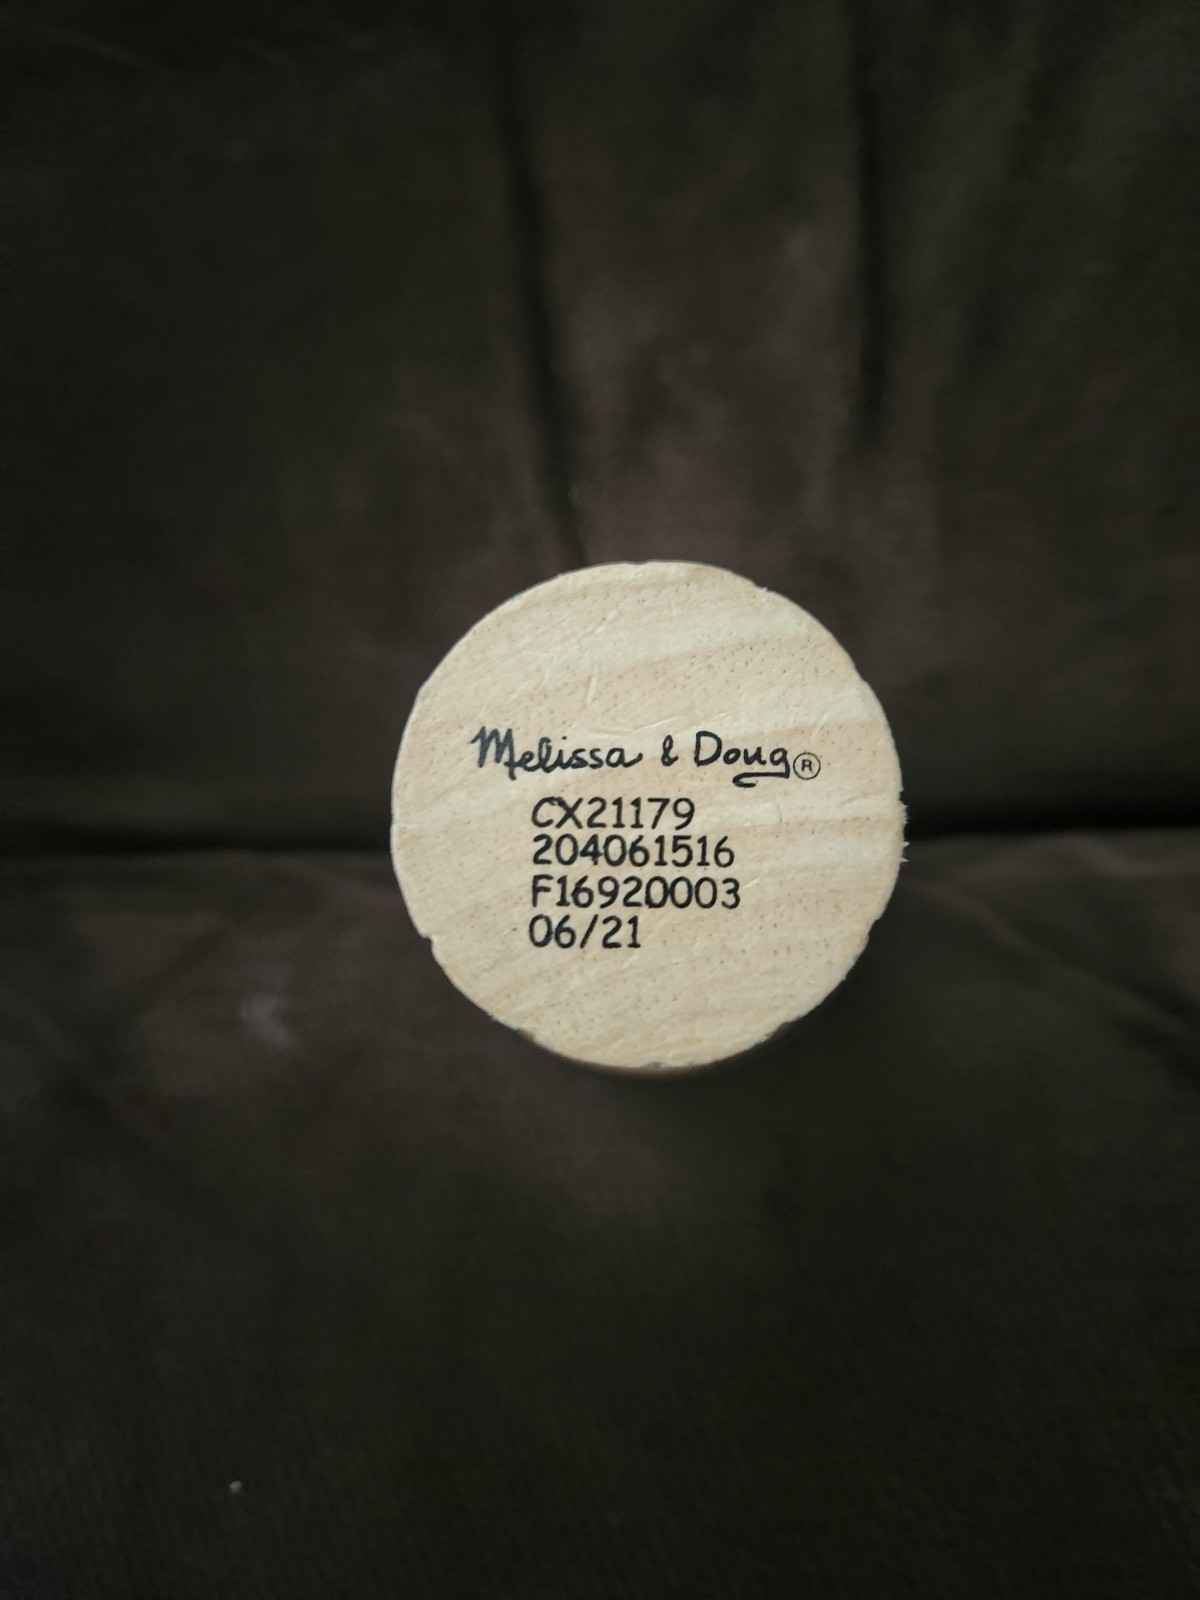 Melissa & Doug®
CX21179
204061516
F16920003
06/21